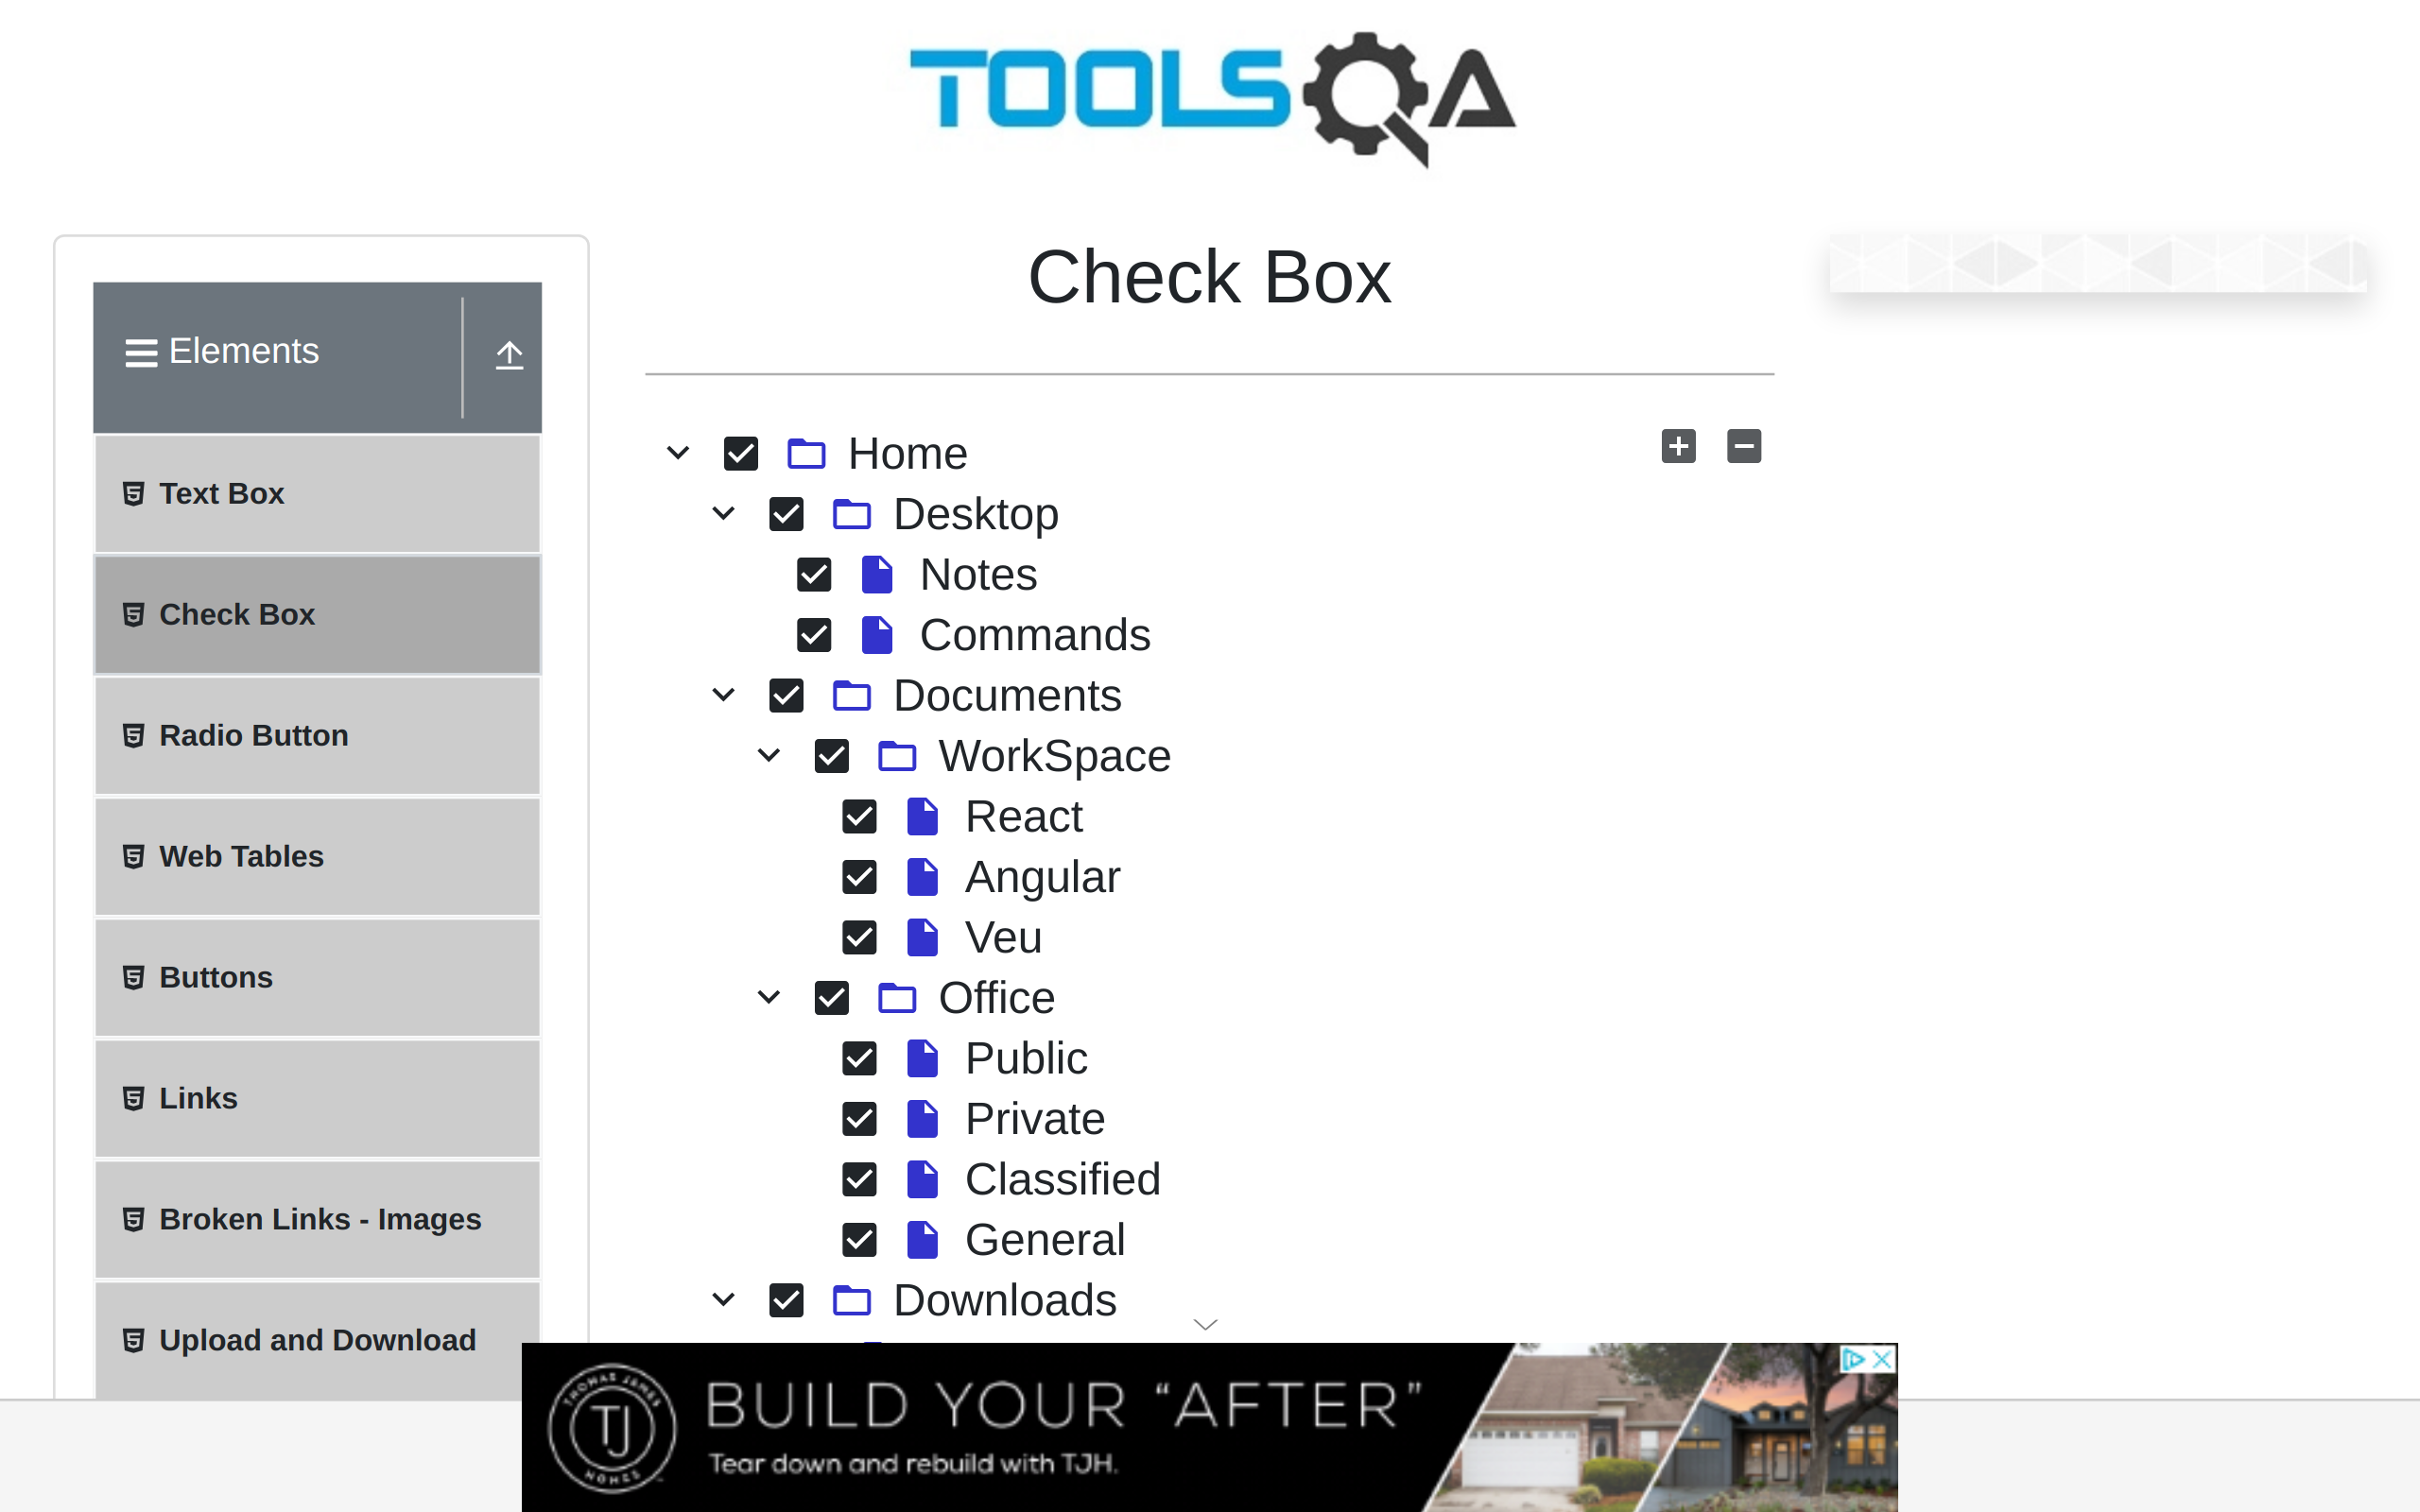 TOOLSQA
Check Box
Elements
Text Box
Check Box
Radio Button
Web Tables
Buttons
Links
Broken Links - Images
Upload and Download
Home
Desktop
Notes
Commands
Documents
WorkSpace
React
Angular
Veu
Office
Public
Private
Classified
General
Downloads
THOMAS JAMES
TJ
HOMES
BUILD YOUR “AFTER”
Tear down and rebuild with TJH.